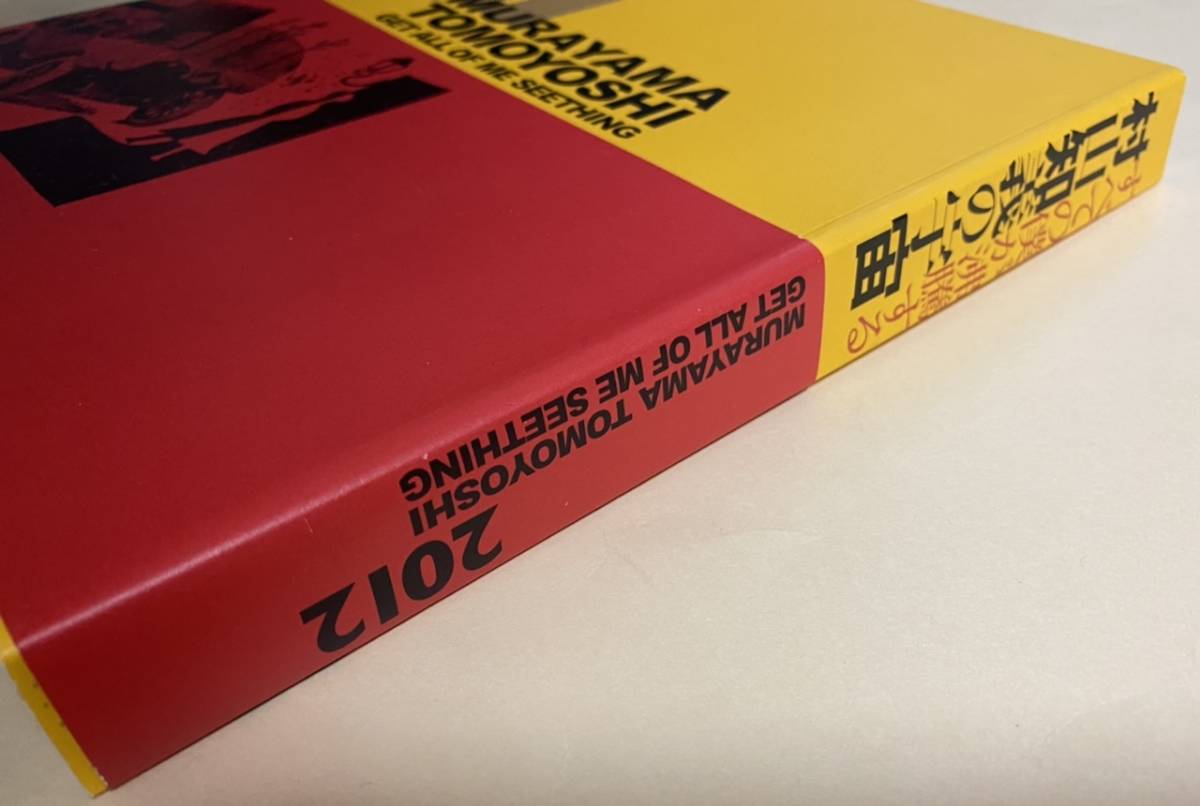 MURAYAMA
TOMOYOSHI
GET ALL OF ME SEETHING
村山知義の宇宙
すべての僕が沸騰する
MURAYAMA TOMOYOSHI
GET ALL OF ME SEETHING
2012